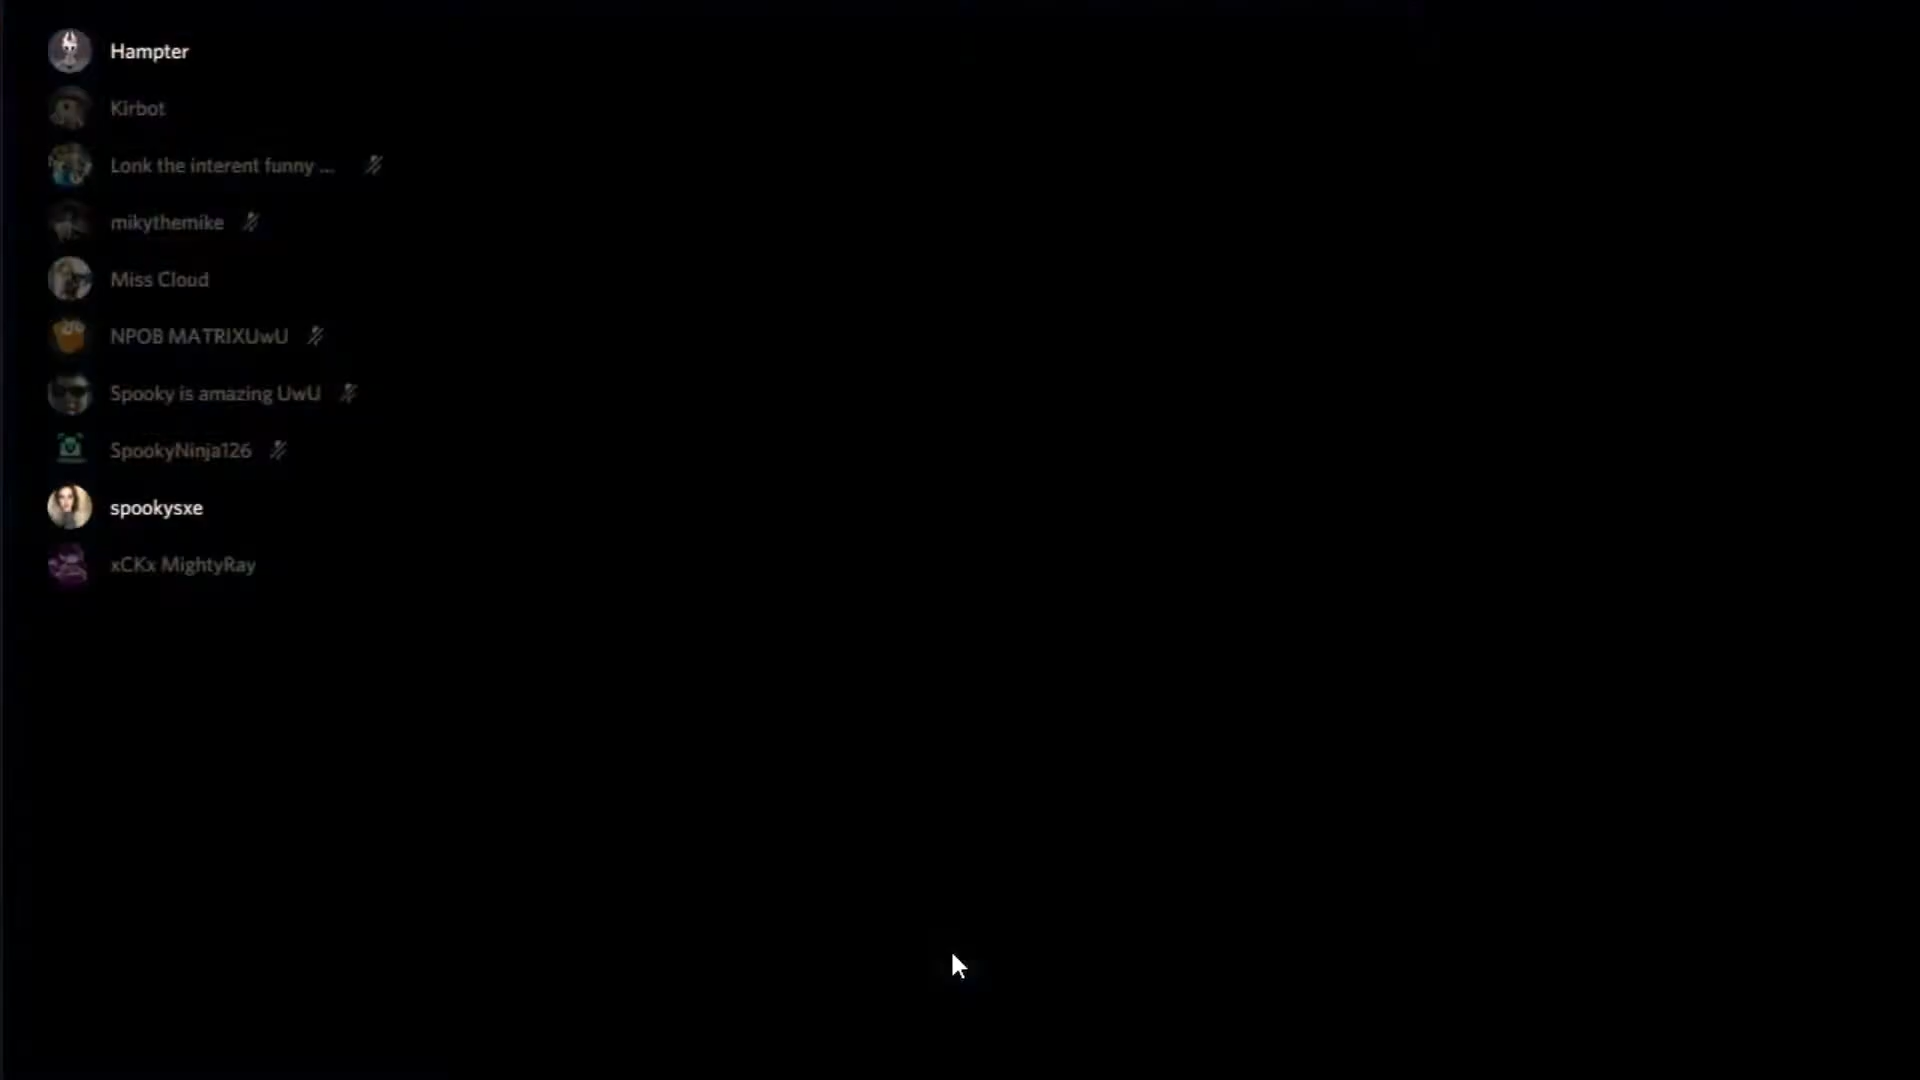 Hampter
Kirbot
Lonk the interent funny ...
mikythemike
Miss Cloud
NPOB MATRIXUwU
Spooky is amazing UwU
SpookyNinja126
spookysxe
xCKx MightyRay